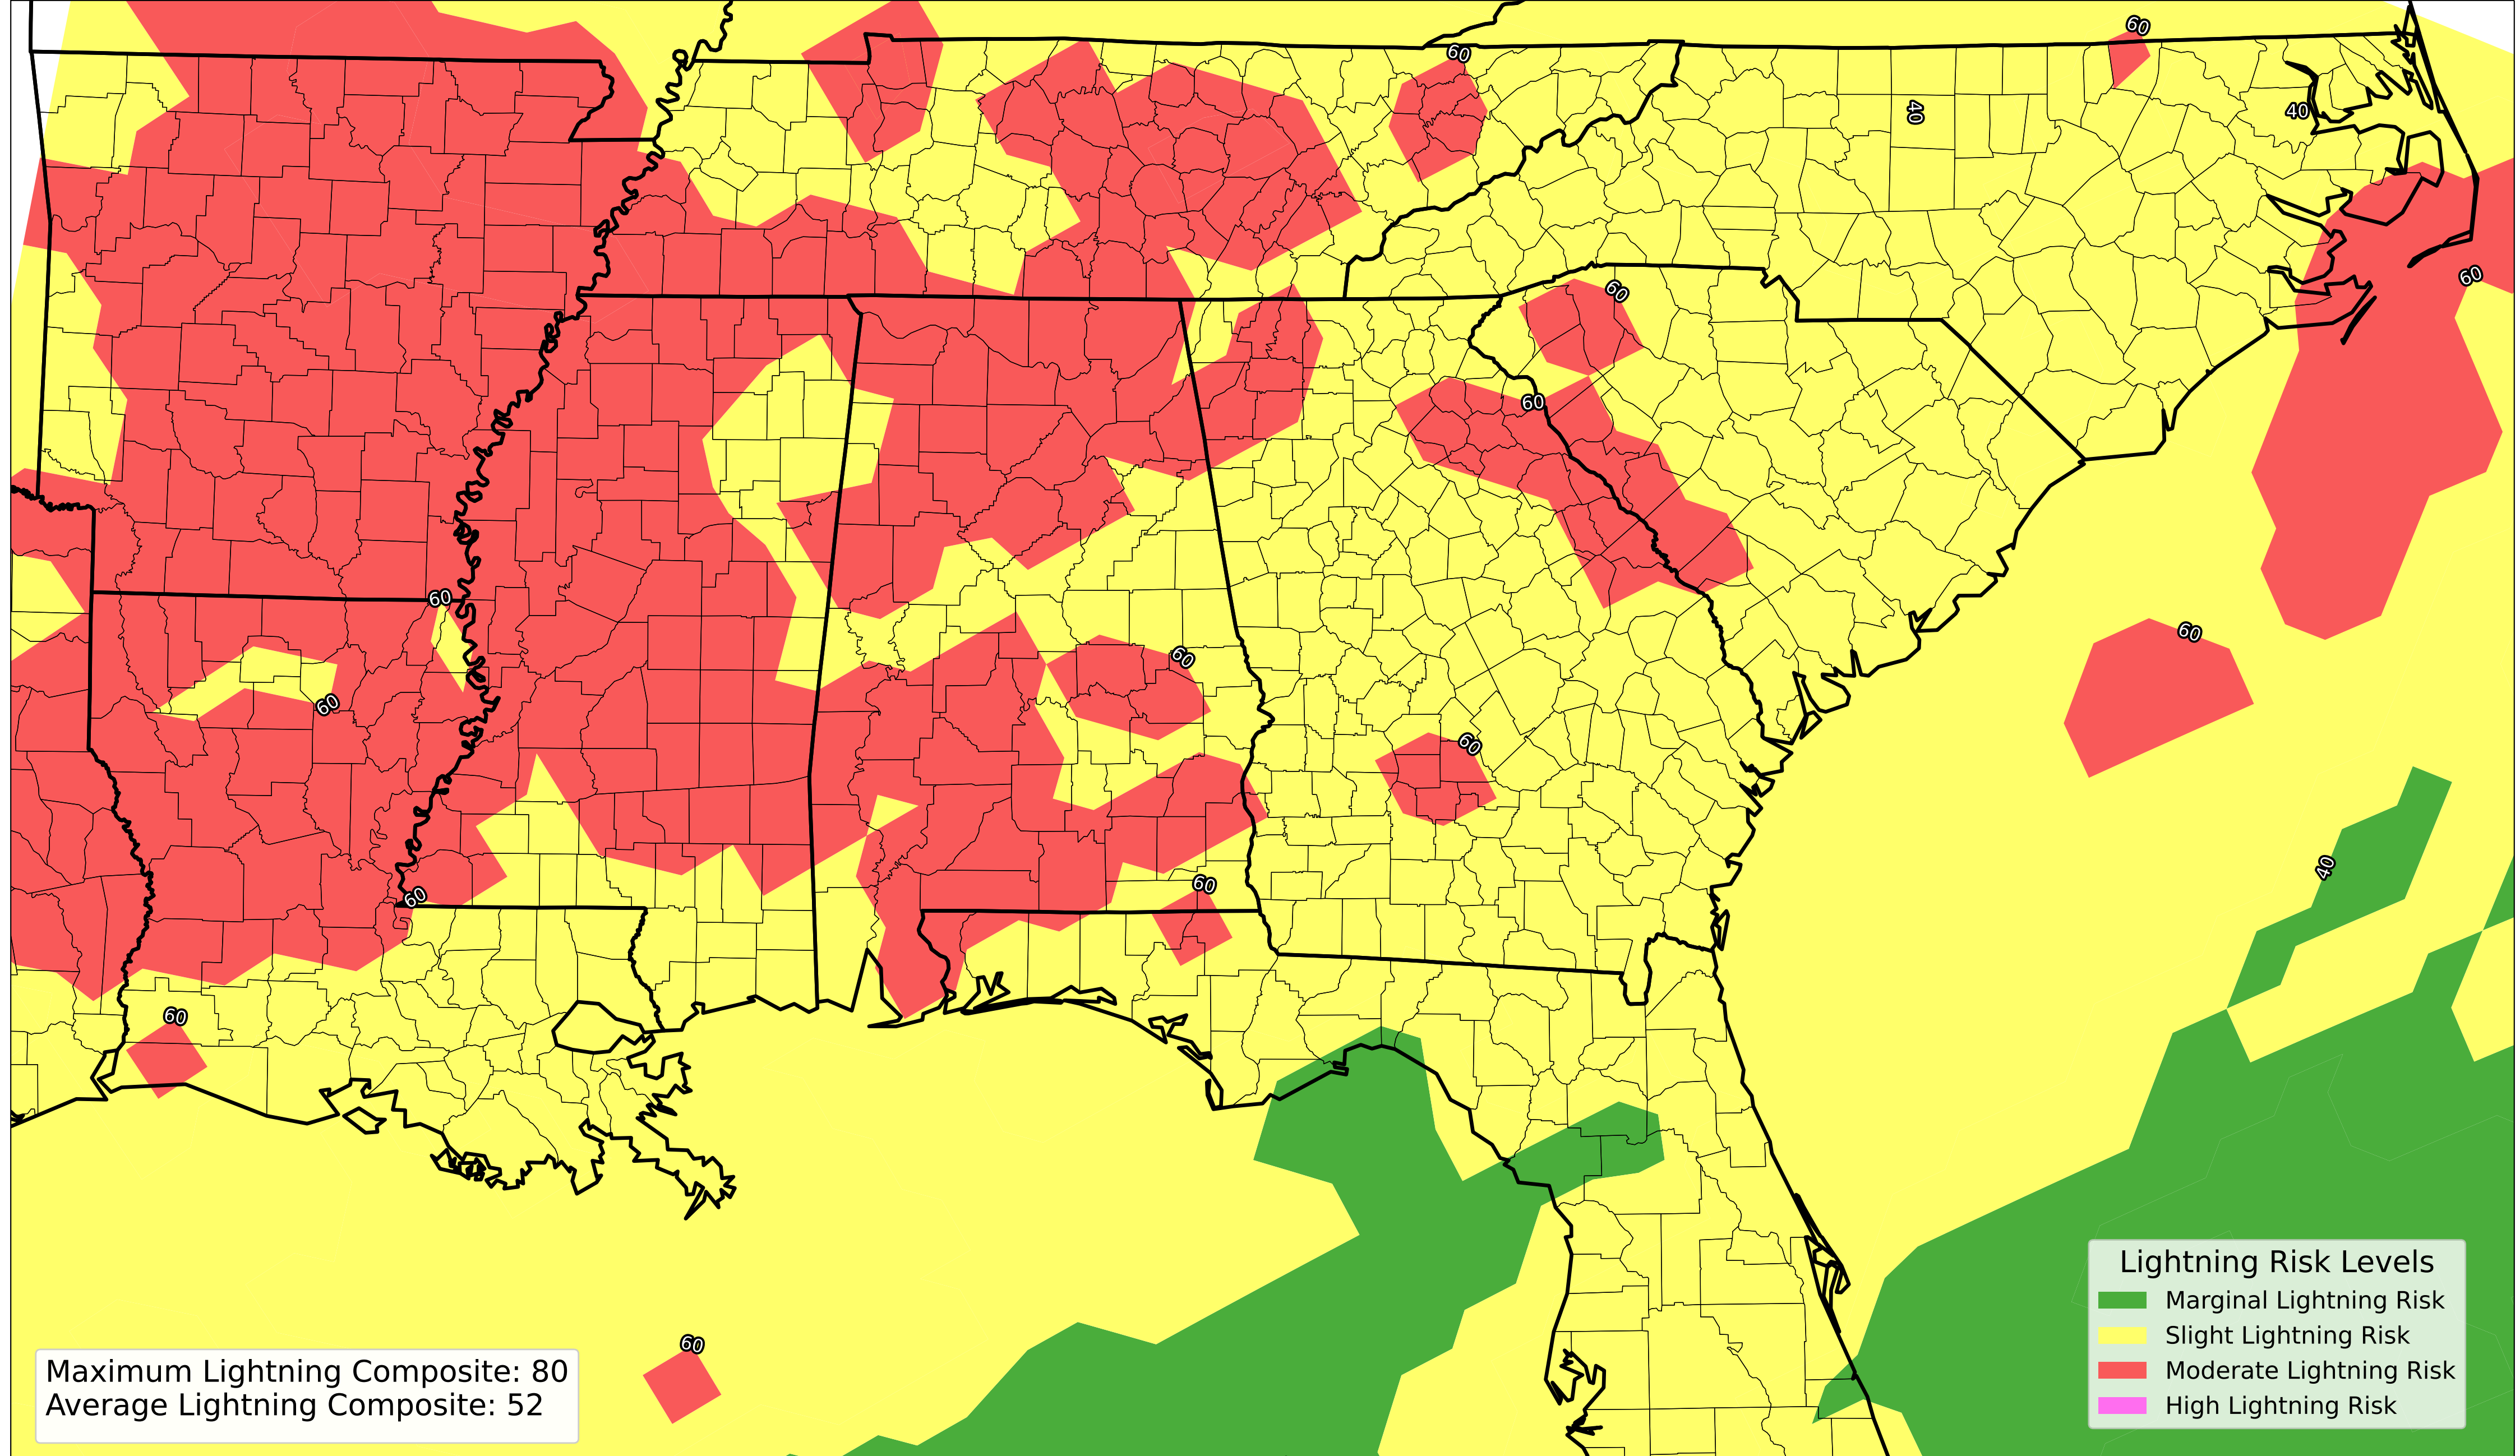 60
60
40
40
60
60
60
60
60
60
60
60
60
60
40
60
60
Maximum Lightning Composite: 80
Average Lightning Composite: 52
Lightning Risk Levels
Marginal Lightning Risk
Slight Lightning Risk
Moderate Lightning Risk
High Lightning Risk